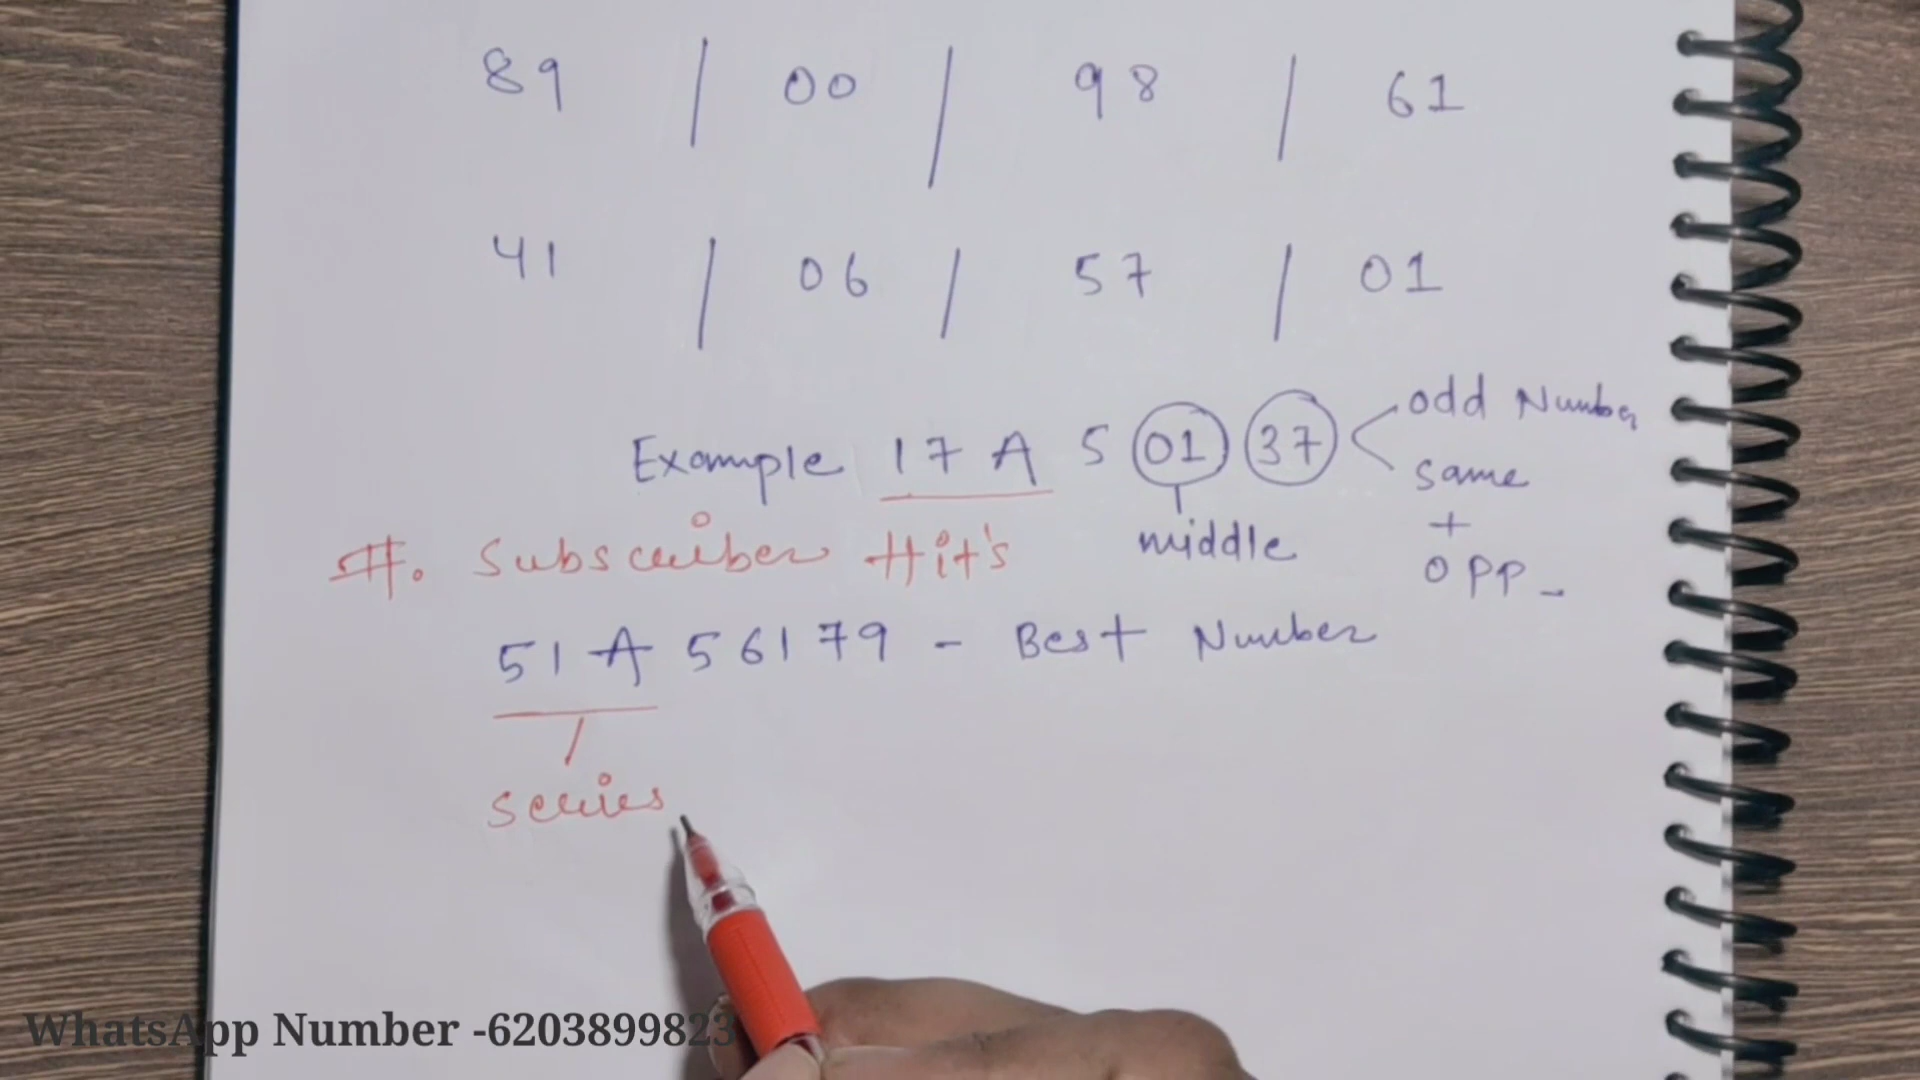 89 / 00 / 98 / 61
41 / 06 / 57 / 01
Example 17 A 5 01 37
odd Number
same
+
opp -
middle
#. Subscriber Hit's
51 A 56179 - Best Number
series
WhatsApp Number -6203899823